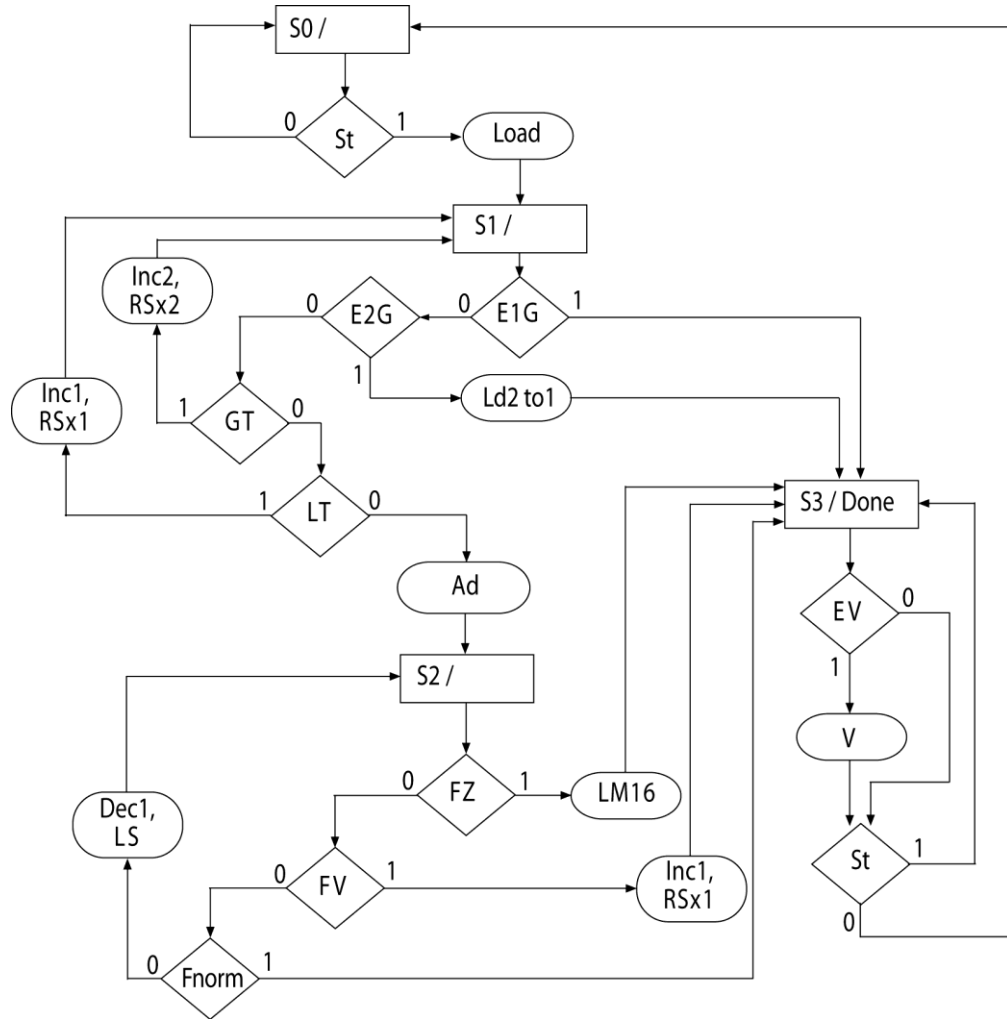 S0 /
0
St
1
Load
S1 /
Inc2,
RSx2
0
E2G
0
E1G
1
1
Ld2 to1
Inc1,
RSx1
1
GT
0
1
LT
0
S3 / Done
Ad
EV
0
1
S2 /
V
0
FZ
1
LM16
Dec1,
LS
St
1
0
0
FV
1
Inc1,
RSx1
0
Fnorm
1